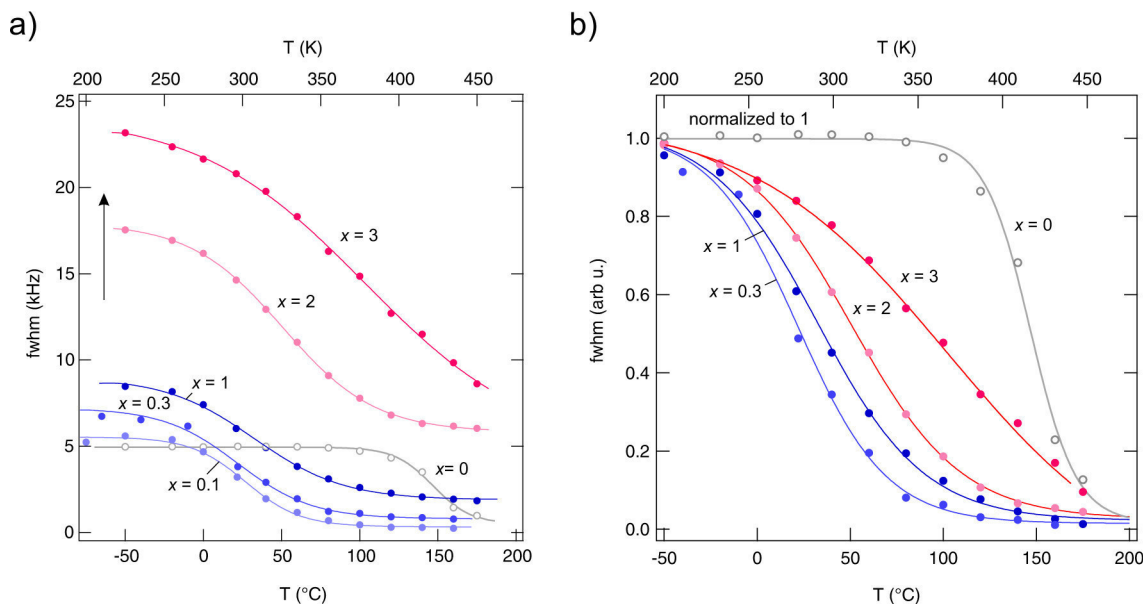 a)
T (K)
200 250 300 350 400 450
25
20
15
10
5
0
fwhm (kHz)
x = 3
x = 2
x = 1
x = 0.3
x = 0.1
x= 0
-50 0 50 100 150 200
T (°C)
b)
T (K)
200 250 300 350 400 450
normalized to 1
1.0
0.8
0.6
0.4
0.2
0.0
fwhm (arb u.)
x = 0
x = 1
x = 3
x = 0.3
x = 2
-50 0 50 100 150 200
T (°C)